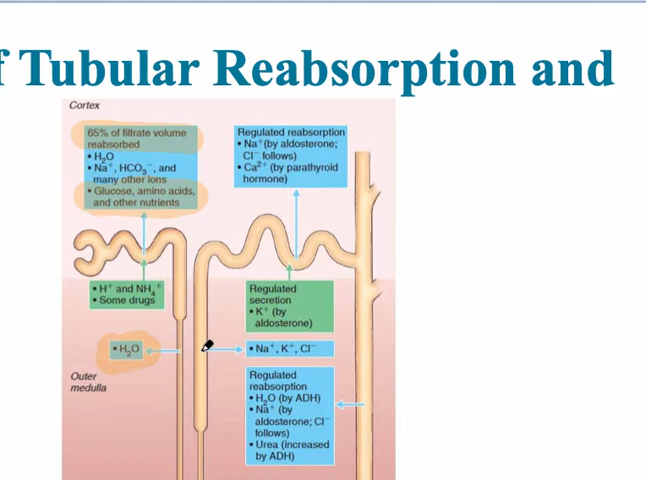 f Tubular Reabsorption and
Cortex
65% of filtrate volume
reabsorbed
• H₂O
• Na⁺, HCO₃⁻, and
many other ions
• Glucose, amino acids,
and other nutrients
Regulated reabsorption
• Na⁺(by aldosterone;
Cl⁻ follows)
• Ca²⁺ (by parathyroid
hormone)
• H⁺ and NH₄⁺
• Some drugs
Regulated
secretion
• K⁺ (by
aldosterone)
• H₂O
• Na⁺, K⁺, Cl⁻
Outer
medulla
Regulated
reabsorption
• H₂O (by ADH)
• Na⁺ (by
aldosterone; Cl⁻
follows)
• Urea (increased
by ADH)